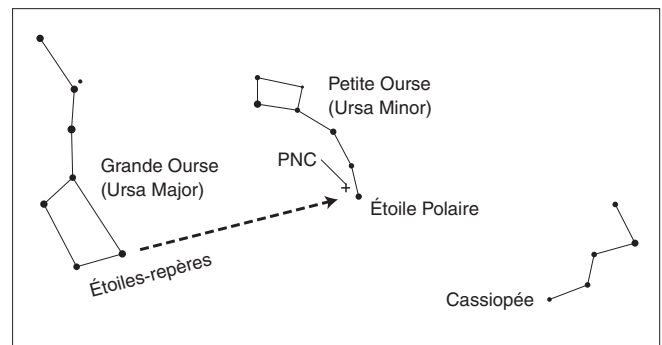 Petite Ourse
(Ursa Minor)
PNC
Grande Ourse
(Ursa Major)
Étoile Polaire
Étoiles-repères
Cassiopée